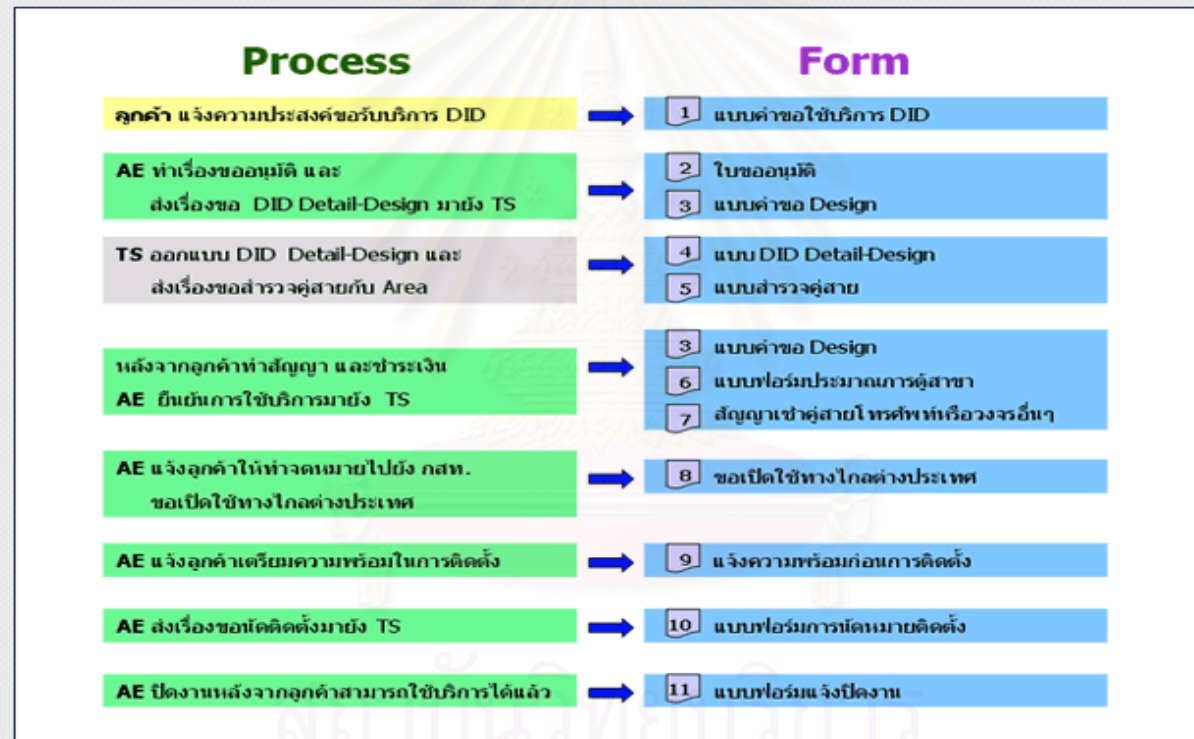 Process
Form
ลูกค้า แจ้งความประสงค์ขอรับบริการ DID
1 แบบคำขอใช้บริการ DID
AE ทำเรื่องขออนุมัติ และ
ส่งเรื่องขอ DID Detail-Design มายัง TS
2 ใบขออนุมัติ
3 แบบคำขอ Design
TS ออกแบบ DID Detail-Design และ
ส่งเรื่องขอสำรวจคู่สายกับ Area
4 แบบ DID Detail-Design
5 แบบสำรวจคู่สาย
หลังจากลูกค้าทำสัญญา และชำระเงิน
AE ยืนยันการใช้บริการมายัง TS
3 แบบคำขอ Design
6 แบบฟอร์มประมาณการตู้สาขา
7 สัญญาเช่าคู่สายโทรศัพท์หรือวงจรอื่นๆ
AE แจ้งลูกค้าให้ทำจดหมายไปยัง กสท.
ขอเปิดใช้ทางไกลต่างประเทศ
8 ขอเปิดใช้ทางไกลต่างประเทศ
AE แจ้งลูกค้าเตรียมความพร้อมในการติดตั้ง
9 แจ้งความพร้อมก่อนการติดตั้ง
AE ส่งเรื่องขอนัดติดตั้งมายัง TS
10 แบบฟอร์มการนัดหมายติดตั้ง
AE ปิดงานหลังจากลูกค้าสามารถใช้บริการได้แล้ว
11 แบบฟอร์มแจ้งปิดงาน
สถาบันวิทยบริการ